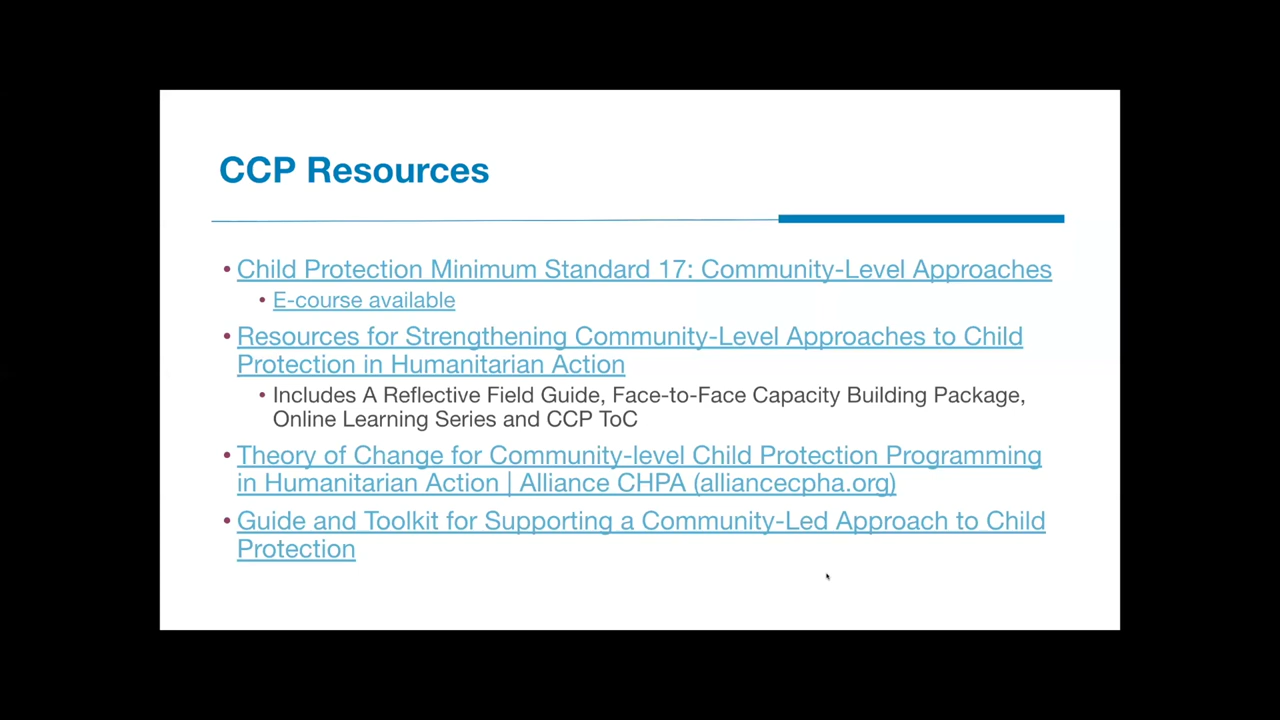 CCP Resources
• Child Protection Minimum Standard 17: Community-Level Approaches
• E-course available
• Resources for Strengthening Community-Level Approaches to Child
Protection in Humanitarian Action
• Includes A Reflective Field Guide, Face-to-Face Capacity Building Package,
Online Learning Series and CCP ToC
• Theory of Change for Community-level Child Protection Programming
in Humanitarian Action | Alliance CHPA (alliancecpha.org)
• Guide and Toolkit for Supporting a Community-Led Approach to Child
Protection